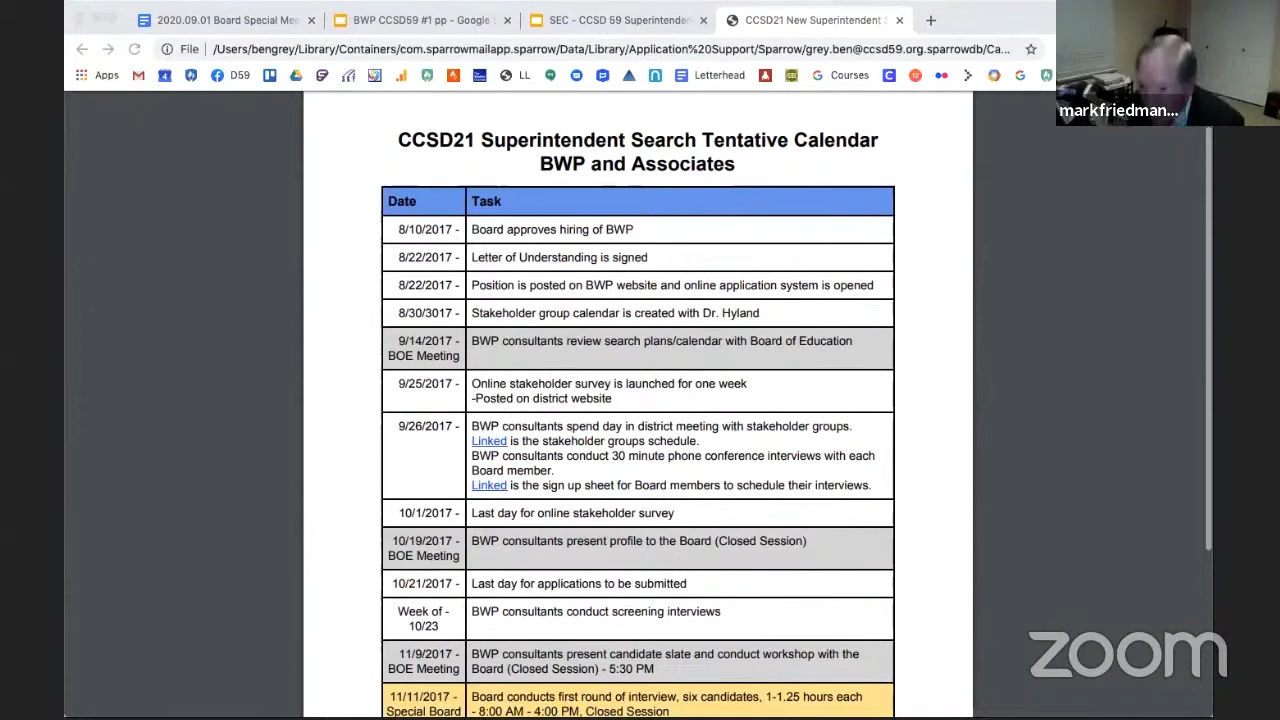 2020.09.01 Board Special Mee
BWP CCSD59 #1 pp - Google S
SEC - CCSD 59 Superintenden
CCSD21 New Superintendent S
File /Users/bengrey/Library/Containers/com.sparrowmailapp.sparrow/Data/Library/Application%20Support/Sparrow/grey.ben@ccsd59.org.sparrowdb/Ca...
Apps D59 LL Letterhead Courses
markfriedman...
CCSD21 Superintendent Search Tentative Calendar
BWP and Associates
Date Task
8/10/2017 - Board approves hiring of BWP
8/22/2017 - Letter of Understanding is signed
8/22/2017 - Position is posted on BWP website and online application system is opened
8/30/3017 - Stakeholder group calendar is created with Dr. Hyland
9/14/2017 - BWP consultants review search plans/calendar with Board of Education
BOE Meeting
9/25/2017 - Online stakeholder survey is launched for one week
-Posted on district website
9/26/2017 - BWP consultants spend day in district meeting with stakeholder groups.
Linked is the stakeholder groups schedule.
BWP consultants conduct 30 minute phone conference interviews with each
Board member.
Linked is the sign up sheet for Board members to schedule their interviews.
10/1/2017 - Last day for online stakeholder survey
10/19/2017 - BWP consultants present profile to the Board (Closed Session)
BOE Meeting
10/21/2017 - Last day for applications to be submitted
Week of - BWP consultants conduct screening interviews
10/23
11/9/2017 - BWP consultants present candidate slate and conduct workshop with the
BOE Meeting Board (Closed Session) - 5:30 PM
11/11/2017 - Board conducts first round of interview, six candidates, 1-1.25 hours each
Special Board - 8:00 AM - 4:00 PM, Closed Session
zoom